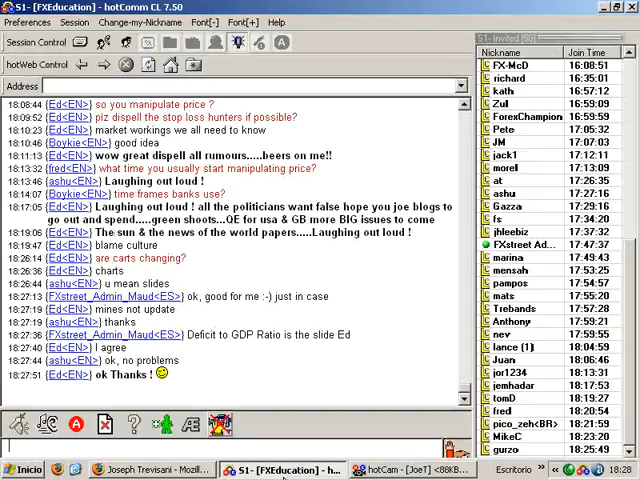 S1- [FXEducation] - hotComm CL 7.50
Preferences Session Change-my-Nickname Font[-] Font[+] Help
Session Control
S1- Invited [58]
hotWeb Control
Nickname Join Time
Address
18:08:44 {Ed<EN>} so you manipulate price ?
18:09:52 {Ed<EN>} plz dispell the stop loss hunters if possible?
18:10:23 {Ed<EN>} market workings we all need to know
18:10:46 {Boykie<EN>} good idea
18:11:13 {Ed<EN>} wow great dispell all rumours.....beers on me!!
18:13:32 {fred<EN>} what time you usually start manipulating price?
18:13:46 {ashu<EN>} Laughing out loud !
18:14:07 {Boykie<EN>} time frames banks use?
18:17:05 {Ed<EN>} Laughing out loud ! all the politicians want false hope you joe blogs to
go out and spend.....green shoots...QE for usa & GB more BIG issues to come
18:19:06 {Ed<EN>} The sun & the news of the world papers.....Laughing out loud !
18:19:47 {Ed<EN>} blame culture
18:26:14 {Ed<EN>} are carts changing?
18:26:36 {Ed<EN>} charts
18:26:44 {ashu<EN>} u mean slides
18:27:13 {FXstreet_Admin_Maud<ES>} ok, good for me :-) just in case
18:27:19 {Ed<EN>} mines not update
18:27:19 {ashu<EN>} thanks
18:27:36 {FXstreet_Admin_Maud<ES>} Deficit to GDP Ratio is the slide Ed
18:27:40 {Ed<EN>} I agree
18:27:44 {ashu<EN>} ok, no problems
18:27:51 {Ed<EN>} ok Thanks !
FX-McD 16:08:51
richard 16:35:01
kath 16:57:12
Zul 16:59:09
ForexChampion
Pete 17:05:32
JM 17:07:03
jack1 17:12:11
morel 17:13:09
at 17:26:35
ashu 17:27:16
Gazza 17:29:16
fs 17:34:20
jhleebiz 17:37:32
FXstreet Ad... 17:47:37
marina 17:49:43
mensah 17:53:25
pampos 17:54:57
mats 17:55:20
Trebands 17:57:28
Anthony 17:59:21
nev 17:59:55
lance (1) 18:04:59
Juan 18:06:46
jor1234 18:13:31
jemhadar 18:17:53
tomD 18:19:26
fred 18:20:54
pico_zeh<BR> 18:21:59
MikeC 18:23:23
gurzo 18:25:59
A
Æ
Inicio
Joseph Trevisani - Mozill...
S1- [FXEducation] - h...
hotCam - [JoeT] <88KB...
Escritorio
18:28